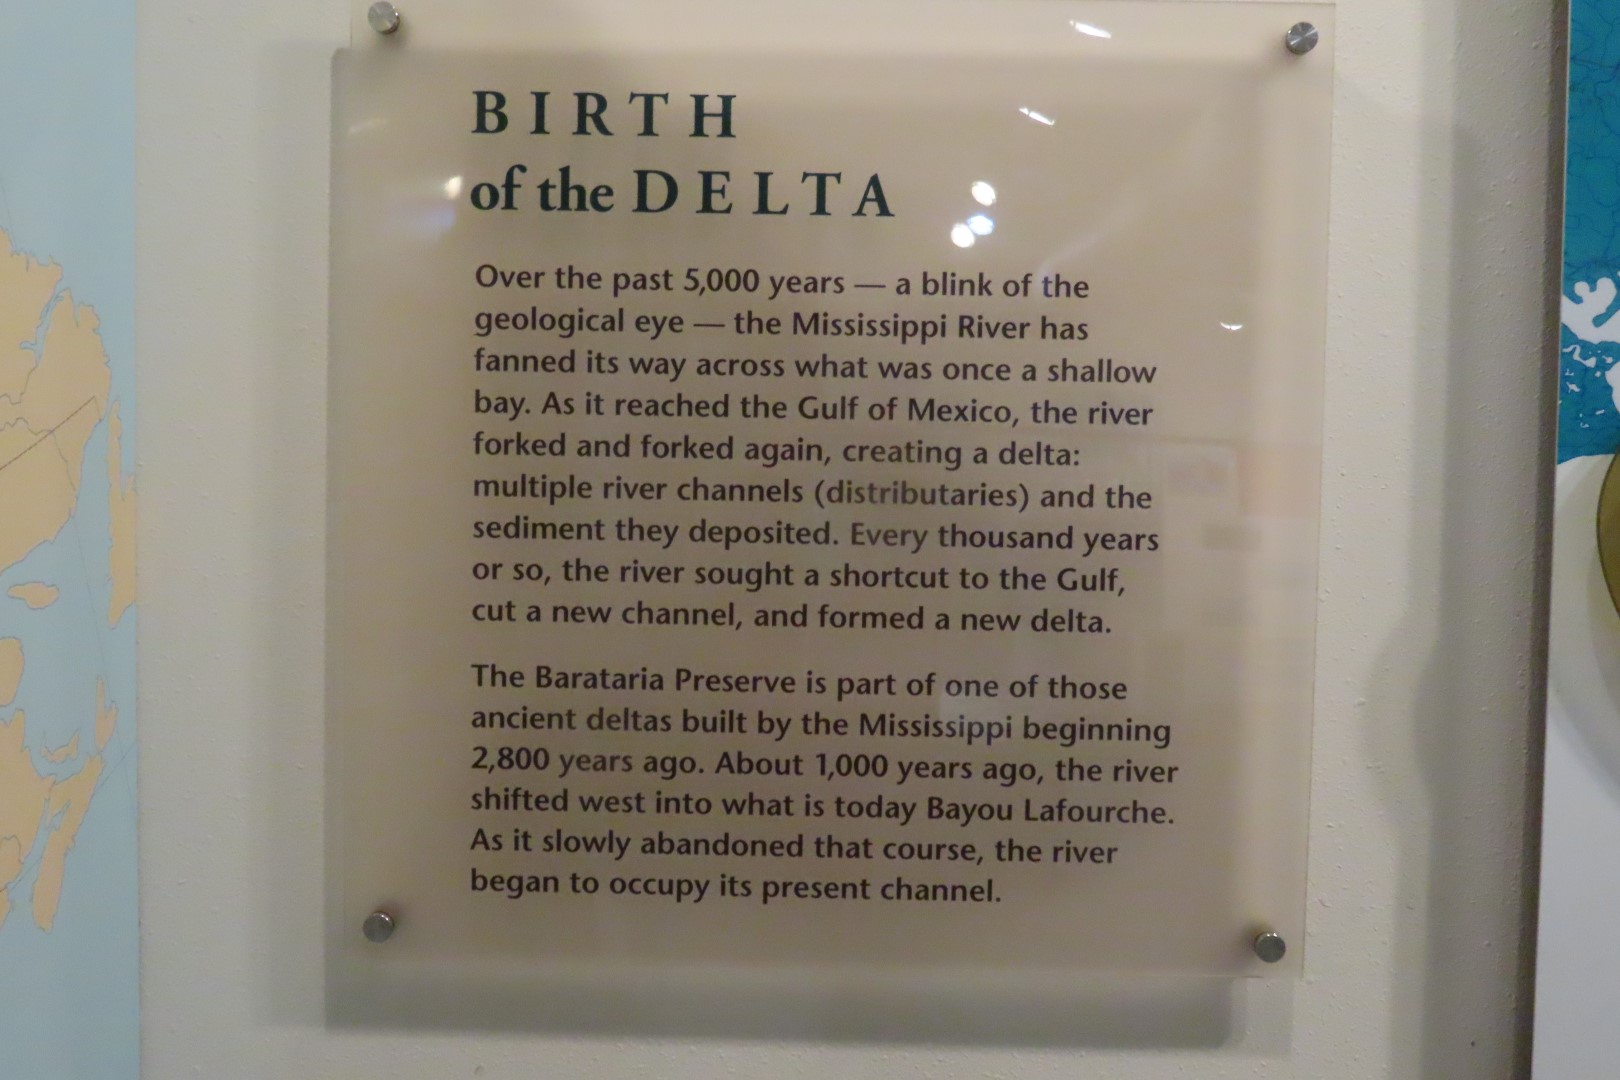 BIRTH
of the DELTA
Over the past 5,000 years — a blink of the
geological eye — the Mississippi River has
fanned its way across what was once a shallow
bay. As it reached the Gulf of Mexico, the river
forked and forked again, creating a delta:
multiple river channels (distributaries) and the
sediment they deposited. Every thousand years
or so, the river sought a shortcut to the Gulf,
cut a new channel, and formed a new delta.
The Barataria Preserve is part of one of those
ancient deltas built by the Mississippi beginning
2,800 years ago. About 1,000 years ago, the river
shifted west into what is today Bayou Lafourche.
As it slowly abandoned that course, the river
began to occupy its present channel.